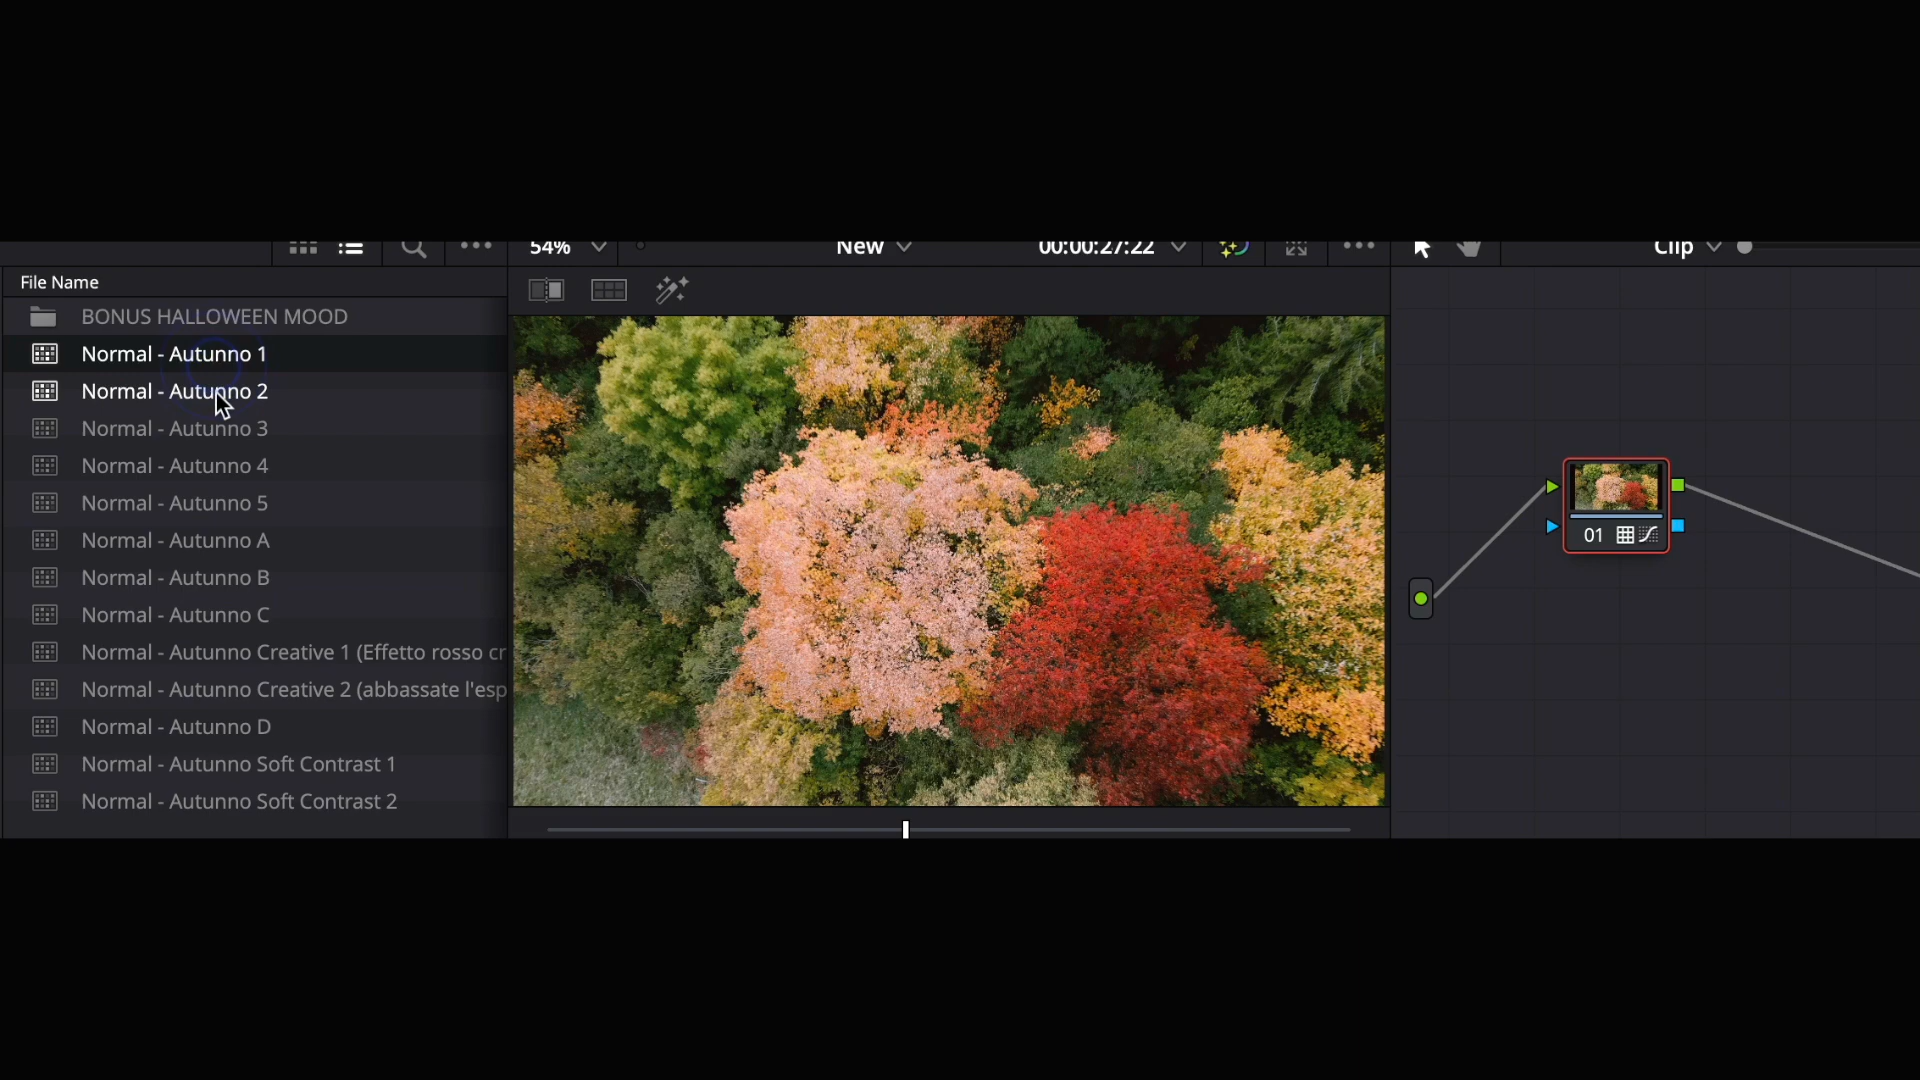 54%
New
00:00:27:22
Clip
File Name
BONUS HALLOWEEN MOOD
Normal - Autunno 1
Normal - Autunno 2
Normal - Autunno 3
Normal - Autunno 4
Normal - Autunno 5
Normal - Autunno A
Normal - Autunno B
Normal - Autunno C
Normal - Autunno Creative 1 (Effetto rosso cr
Normal - Autunno Creative 2 (abbassate l'esp
Normal - Autunno D
Normal - Autunno Soft Contrast 1
Normal - Autunno Soft Contrast 2
01